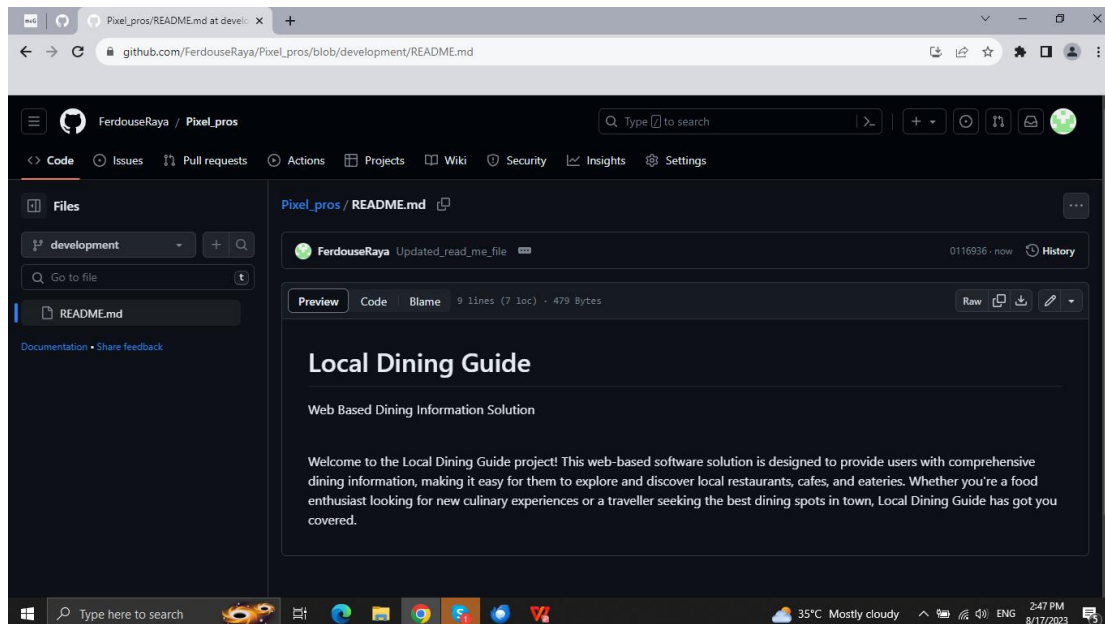 Pixel_pros/README.md at develo
github.com/FerdouseRaya/Pixel_pros/blob/development/README.md
FerdouseRaya / Pixel_pros
Type / to search
Code Issues Pull requests Actions Projects Wiki Security Insights Settings
Files
Pixel_pros / README.md
development
FerdouseRaya Updated_read_me_file
0116936 · now History
Go to file t
Preview Code Blame 9 lines (7 loc) · 479 Bytes
Raw
README.md
Documentation • Share feedback
Local Dining Guide
Web Based Dining Information Solution
Welcome to the Local Dining Guide project! This web-based software solution is designed to provide users with comprehensive
dining information, making it easy for them to explore and discover local restaurants, cafes, and eateries. Whether you're a food
enthusiast looking for new culinary experiences or a traveller seeking the best dining spots in town, Local Dining Guide has got you
covered.
Type here to search
35°C Mostly cloudy
ENG
2:47 PM
8/17/2023